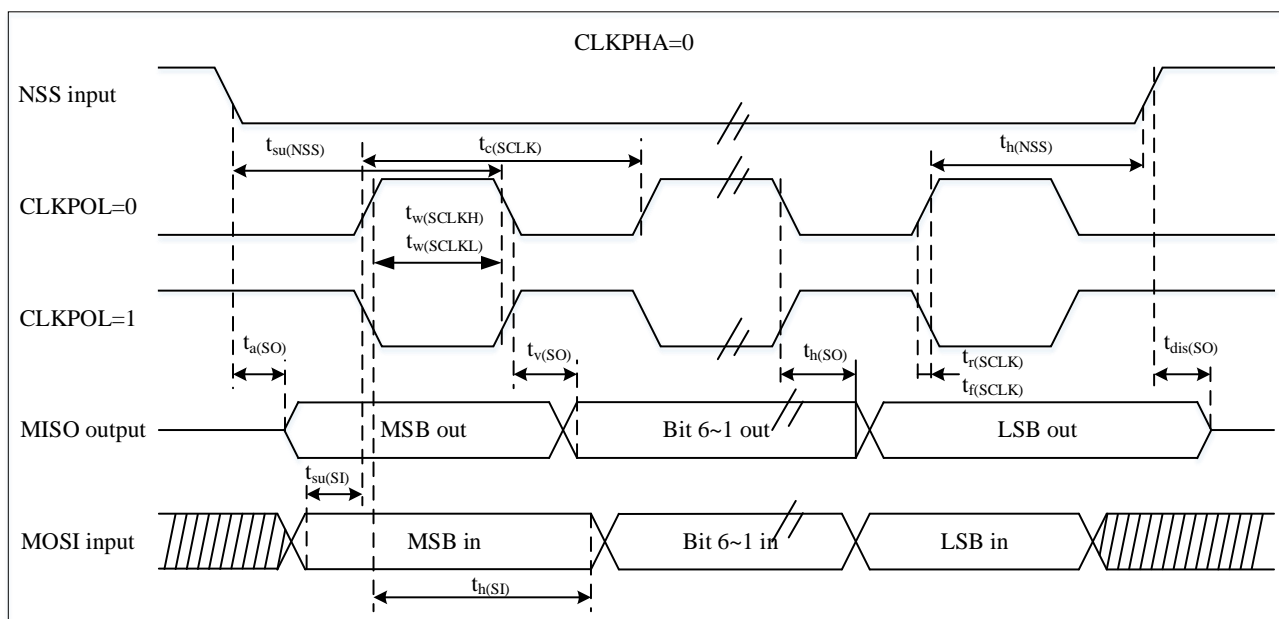 CLKPHA=0
NSS input
tsu(NSS)
tc(SCLK)
th(NSS)
CLKPOL=0
tw(SCLKH)
tw(SCLKL)
CLKPOL=1
ta(SO)
tv(SO)
th(SO)
tr(SCLK)
tf(SCLK)
tdis(SO)
MISO output
MSB out
Bit 6~1 out
LSB out
tsu(SI)
MOSI input
MSB in
Bit 6~1 in
LSB in
th(SI)